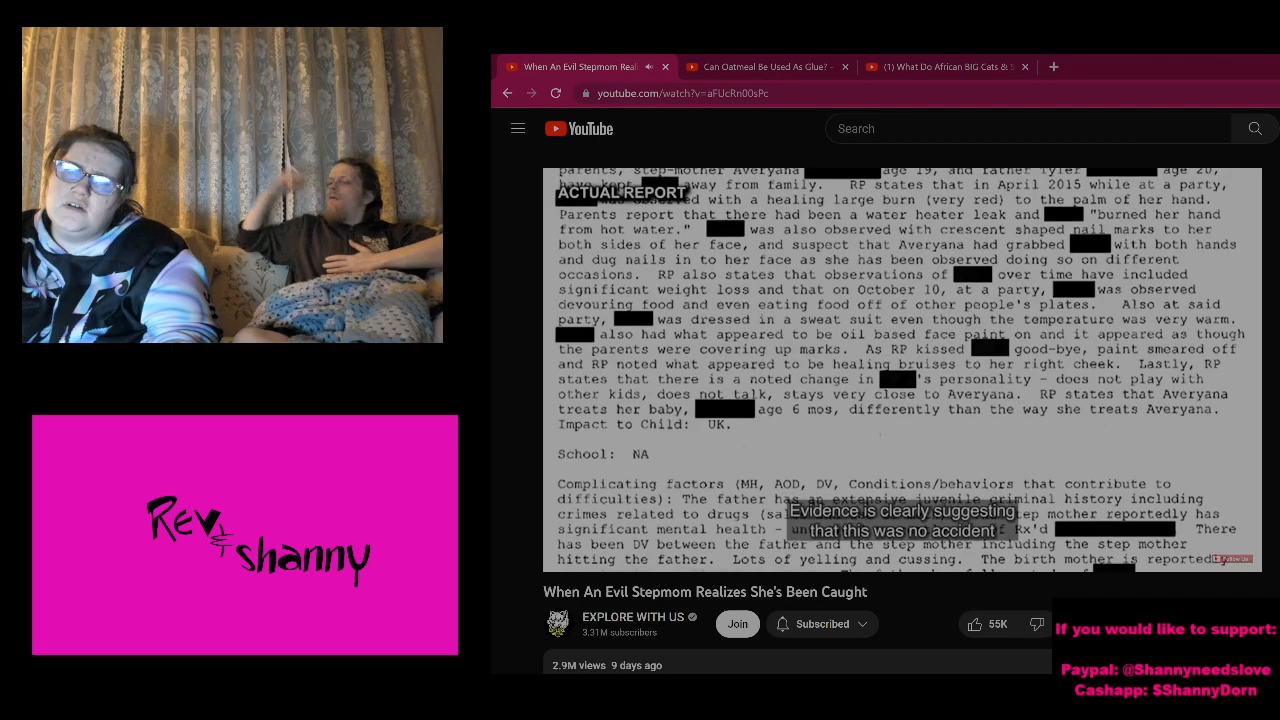 When An Evil Stepmom Reali
Can Oatmeal Be Used As Glue? -
(1) What Do African BIG Cats &
youtube.com/watch?v=aFUcRn00sPc
YouTube
Search
parents, step-mother Averyana age 19, and father Tyler age 20,
have kept away from family. RP states that in April 2015 while at a party,
ACTUAL REPORT
was observed with a healing large burn (very red) to the palm of her hand.
Parents report that there had been a water heater leak and "burned her hand
from hot water." was also observed with crescent shaped nail marks to her
both sides of her face, and suspect that Averyana had grabbed with both hands
and dug nails in to her face as she has been observed doing so on different
occasions. RP also states that observations of over time have included
significant weight loss and that on October 10, at a party, was observed
devouring food and even eating food off of other people's plates. Also at said
party, was dressed in a sweat suit even though the temperature was very warm.
also had what appeared to be oil based face paint on and it appeared as though
the parents were covering up marks. As RP kissed good-bye, paint smeared off
and RP noted what appeared to be healing bruises to her right cheek. Lastly, RP
states that there is a noted change in 's personality - does not play with
other kids, does not talk, stays very close to Averyana. RP states that Averyana
treats her baby, age 6 mos, differently than the way she treats Averyana.
Impact to Child: UK.
School: NA
Complicating factors (MH, AOD, DV, Conditions/behaviors that contribute to
difficulties): The father has an extensive juvenile criminal history including
crimes related to drugs step mother reportedly has
significant mental health - of Rx'd There
has been DV between the father and the step mother including the step mother
hitting the father. Lots of yelling and cussing. The birth mother is reportedly
Evidence is clearly suggesting
that this was no accident
Follow Us
When An Evil Stepmom Realizes She's Been Caught
EXPLORE WITH US
3.31M subscribers
Join
Subscribed
55K
2.9M views 9 days ago
Rev
&
shanny
If you would like to support:
Paypal: @Shannyneedslove
Cashapp: $ShannyDorn